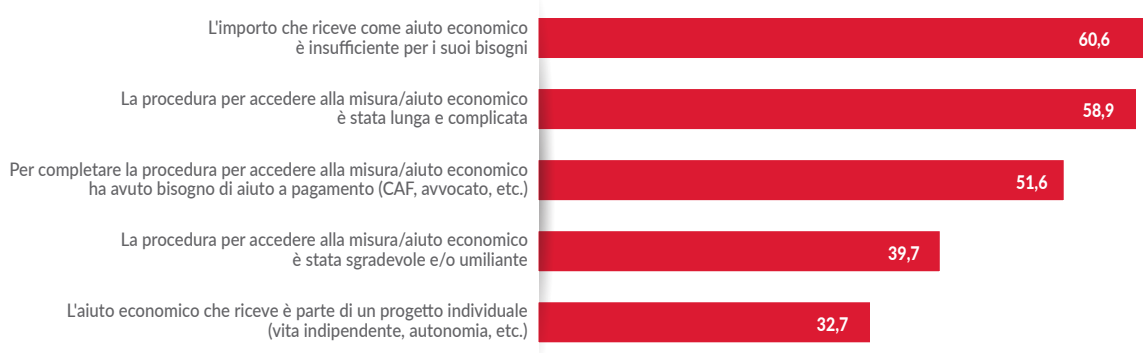 L'importo che riceve come aiuto economico
è insufficiente per i suoi bisogni
60,6
La procedura per accedere alla misura/aiuto economico
è stata lunga e complicata
58,9
Per completare la procedura per accedere alla misura/aiuto economico
ha avuto bisogno di aiuto a pagamento (CAF, avvocato, etc.)
51,6
La procedura per accedere alla misura/aiuto economico
è stata sgradevole e/o umiliante
39,7
L'aiuto economico che riceve è parte di un progetto individuale
(vita indipendente, autonomia, etc.)
32,7